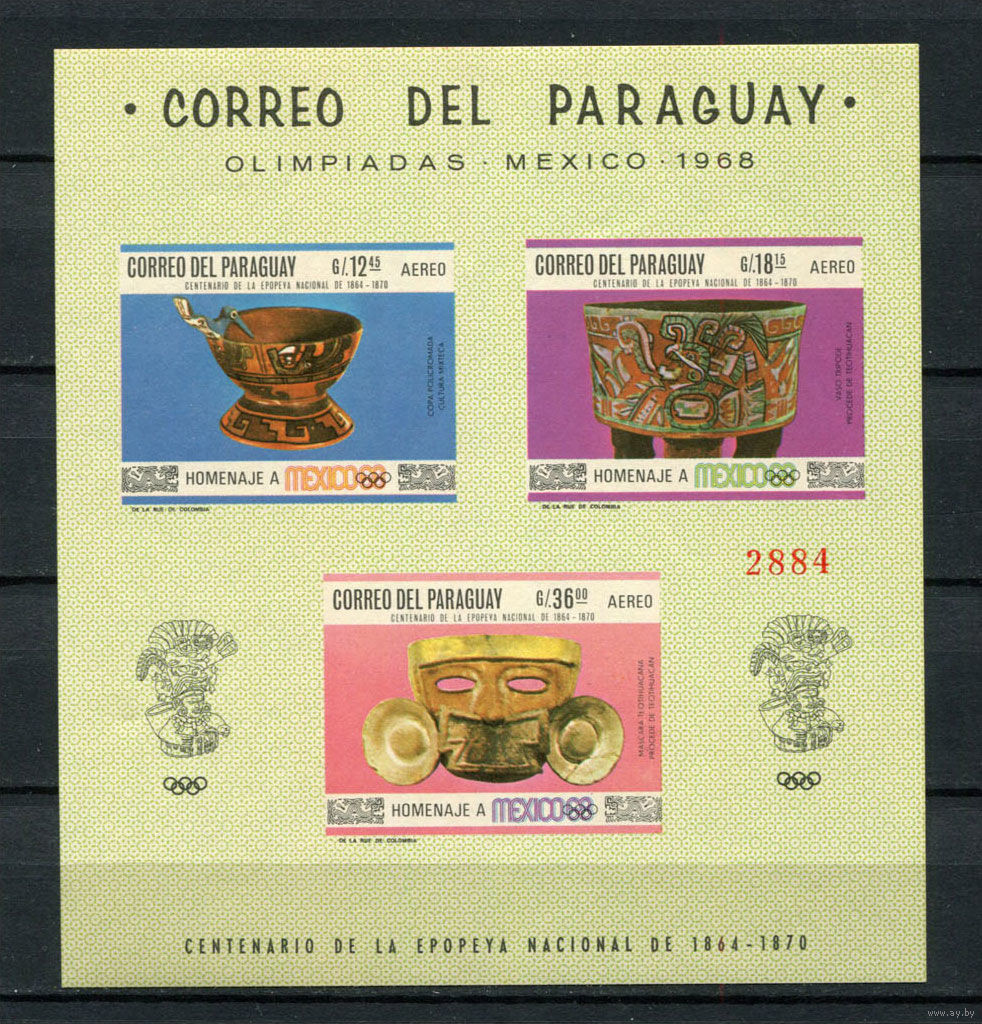 • CORREO DEL PARAGUAY •
OLIMPIADAS · MEXICO · 1968
CORREO DEL PARAGUAY G/.12 45 AEREO
CENTENARIO DE LA EPOPEYA NACIONAL DE 1864-1870
COPA POLICROMADA
CULTURA MIXTECA
HOMENAJE A MEXICO68
DE LA RUE DE COLOMBIA
CORREO DEL PARAGUAY G/.18 15 AEREO
CENTENARIO DE LA EPOPEYA NACIONAL DE 1864-1870
VASO TRIPODE
PROCEDE DE TEOTIHUACAN
HOMENAJE A MEXICO68
DE LA RUE DE COLOMBIA
2884
CORREO DEL PARAGUAY G/.36 00 AEREO
CENTENARIO DE LA EPOPEYA NACIONAL DE 1864-1870
MASCARA TEOTIHUACANA
PROCEDE DE TEOTIHUACAN
HOMENAJE A MEXICO68
DE LA RUE DE COLOMBIA
CENTENARIO DE LA EPOPEYA NACIONAL DE 1864-1870
www.ay.by